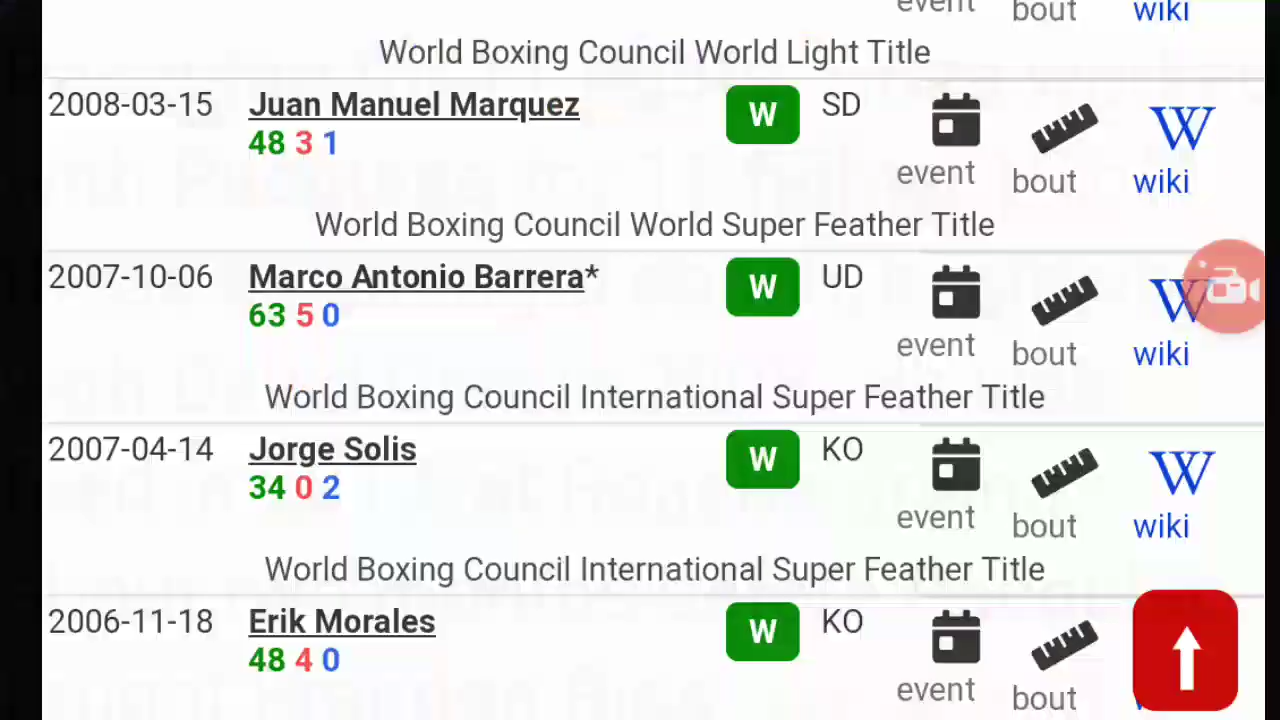 event bout wiki
World Boxing Council World Light Title
2008-03-15 Juan Manuel Marquez W SD
48 3 1
event bout wiki
World Boxing Council World Super Feather Title
2007-10-06 Marco Antonio Barrera* W UD
63 5 0
event bout wiki
World Boxing Council International Super Feather Title
2007-04-14 Jorge Solis W KO
34 0 2
event bout wiki
World Boxing Council International Super Feather Title
2006-11-18 Erik Morales W KO
48 4 0
event bout